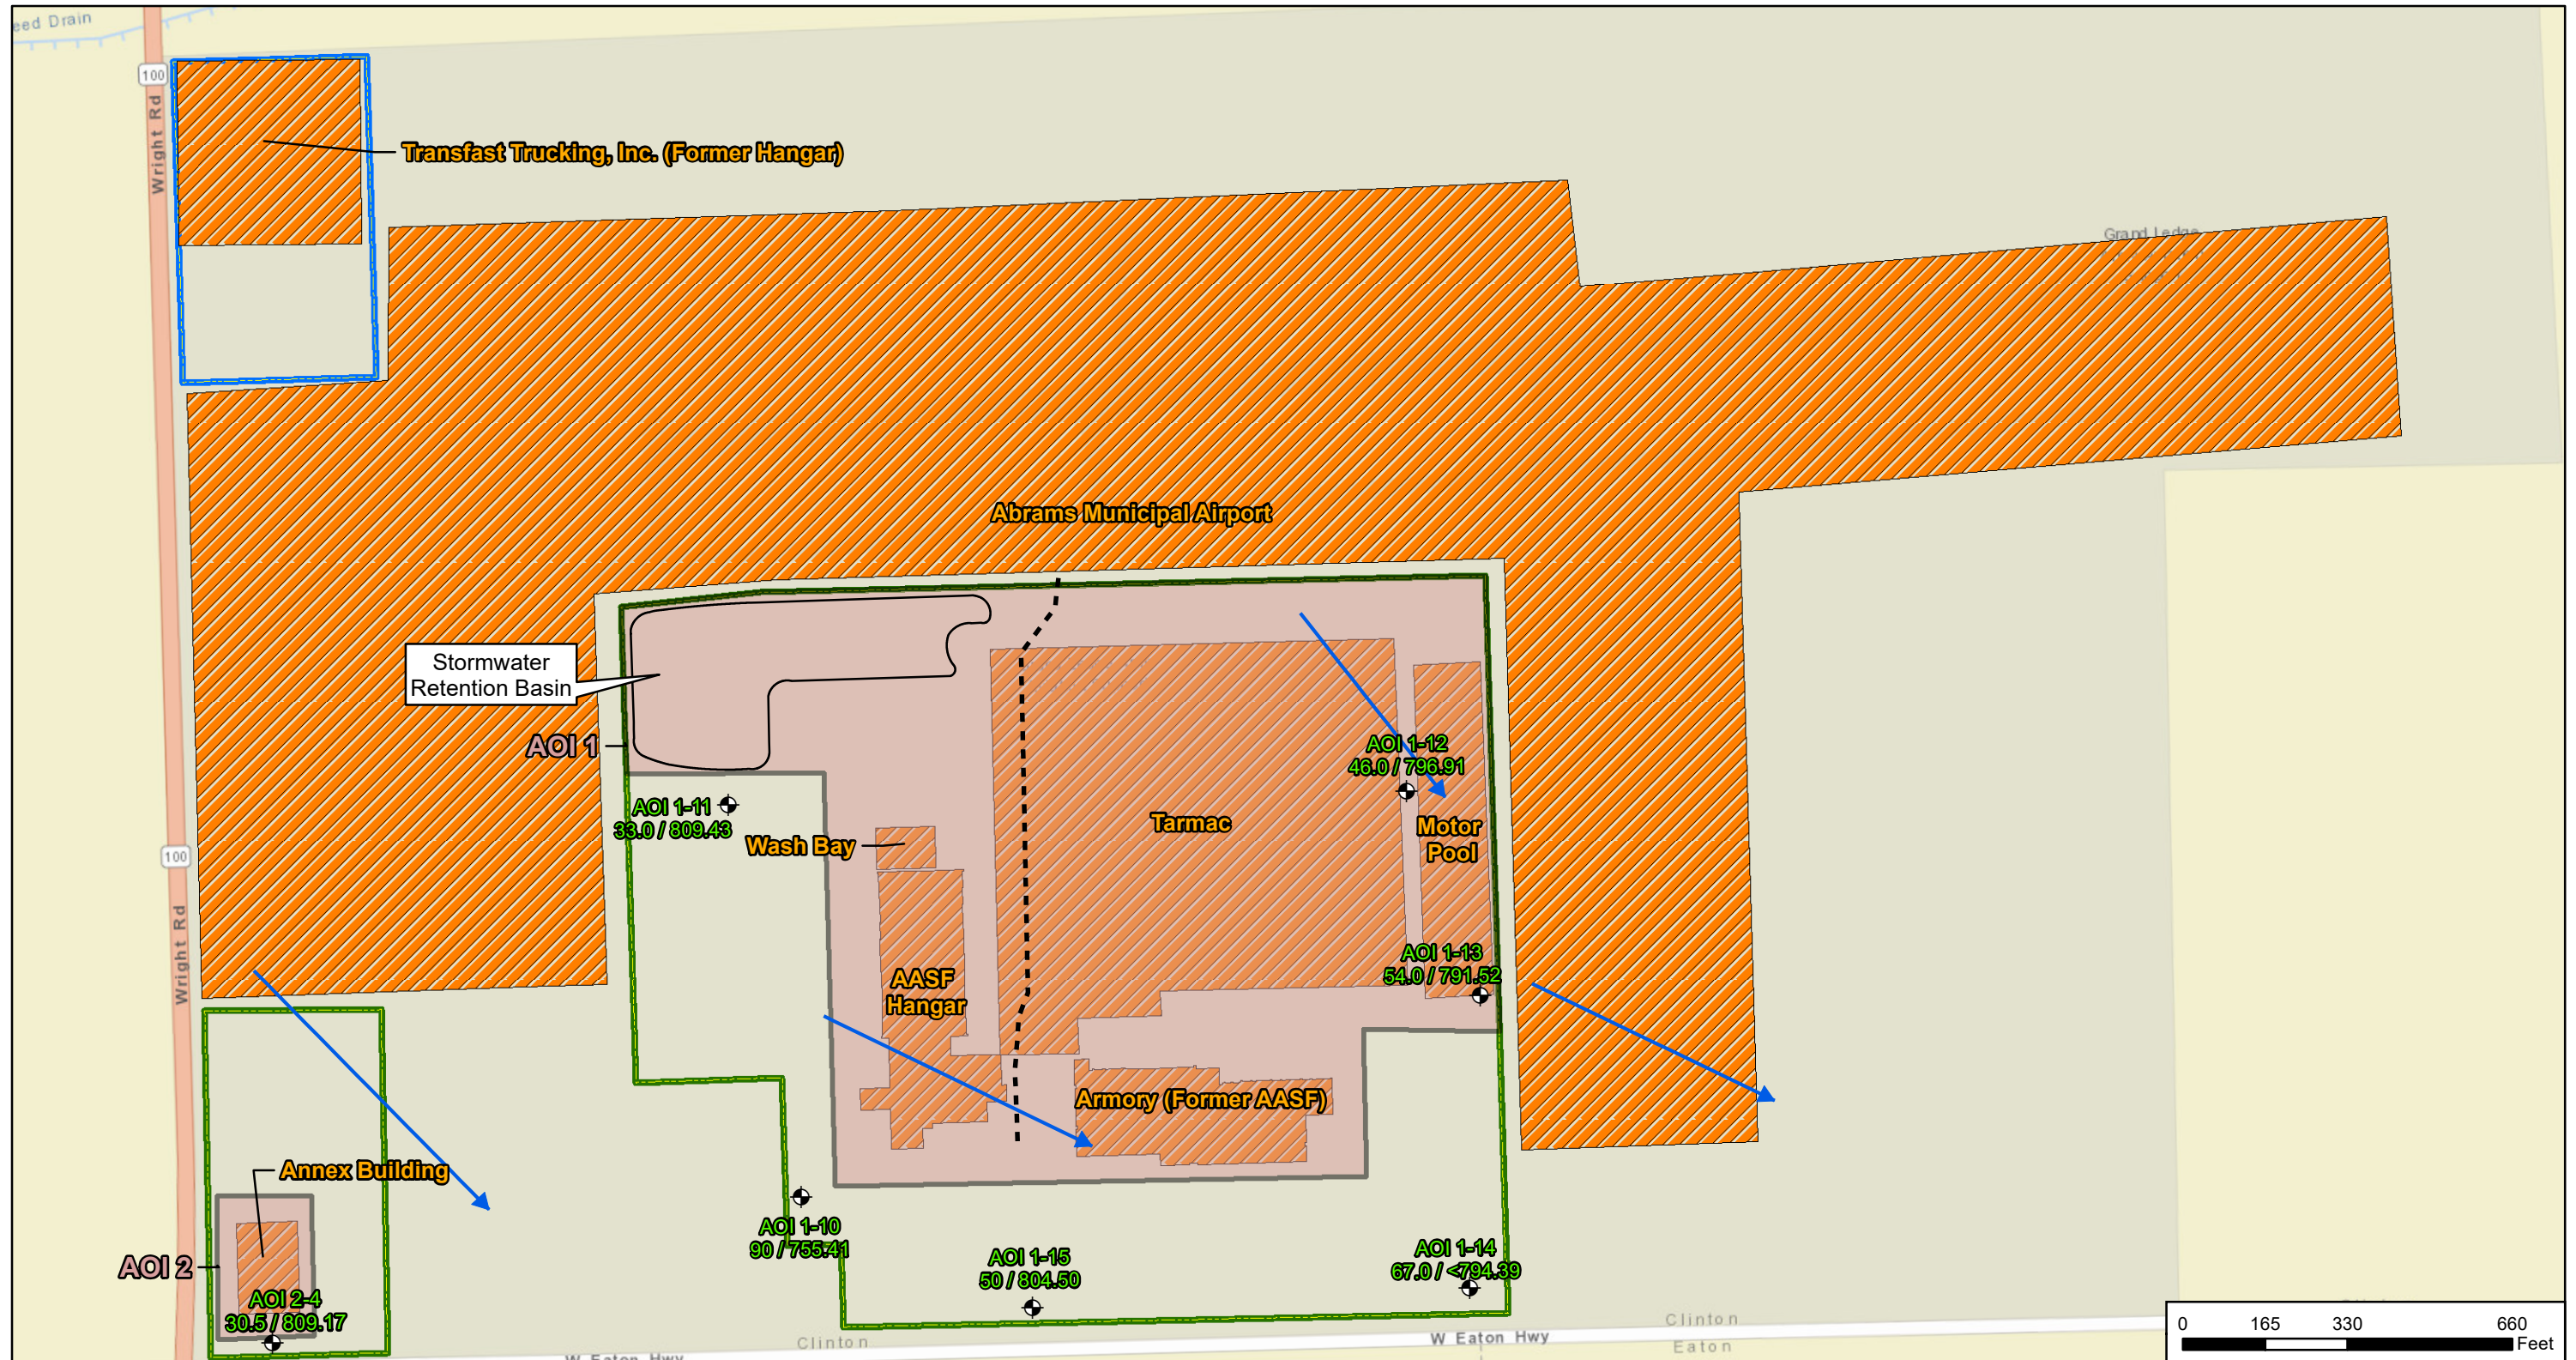 eed Drain
100
Wright Rd
Transfast Trucking, Inc. (Former Hangar)
Grand Ledge
Abrams Municipal Airport
Stormwater
Retention Basin
AOI 1
AOI 1-12
46.0 / 796.91
AOI 1-11
33.0 / 809.43
Wash Bay
Tarmac
Motor
Pool
100
Wright Rd
AOI 1-13
54.0 / 791.52
AASF
Hangar
Armory (Former AASF)
Annex Building
AOI 1-10
90 / 755.41
AOI 1-15
50 / 804.50
AOI 1-14
67.0 / <794.39
AOI 2
AOI 2-4
30.5 / 809.17
Clinton
W Eaton Hwy
W Eaton Hwy
Clinton
Eaton
0 165 330 660
Feet